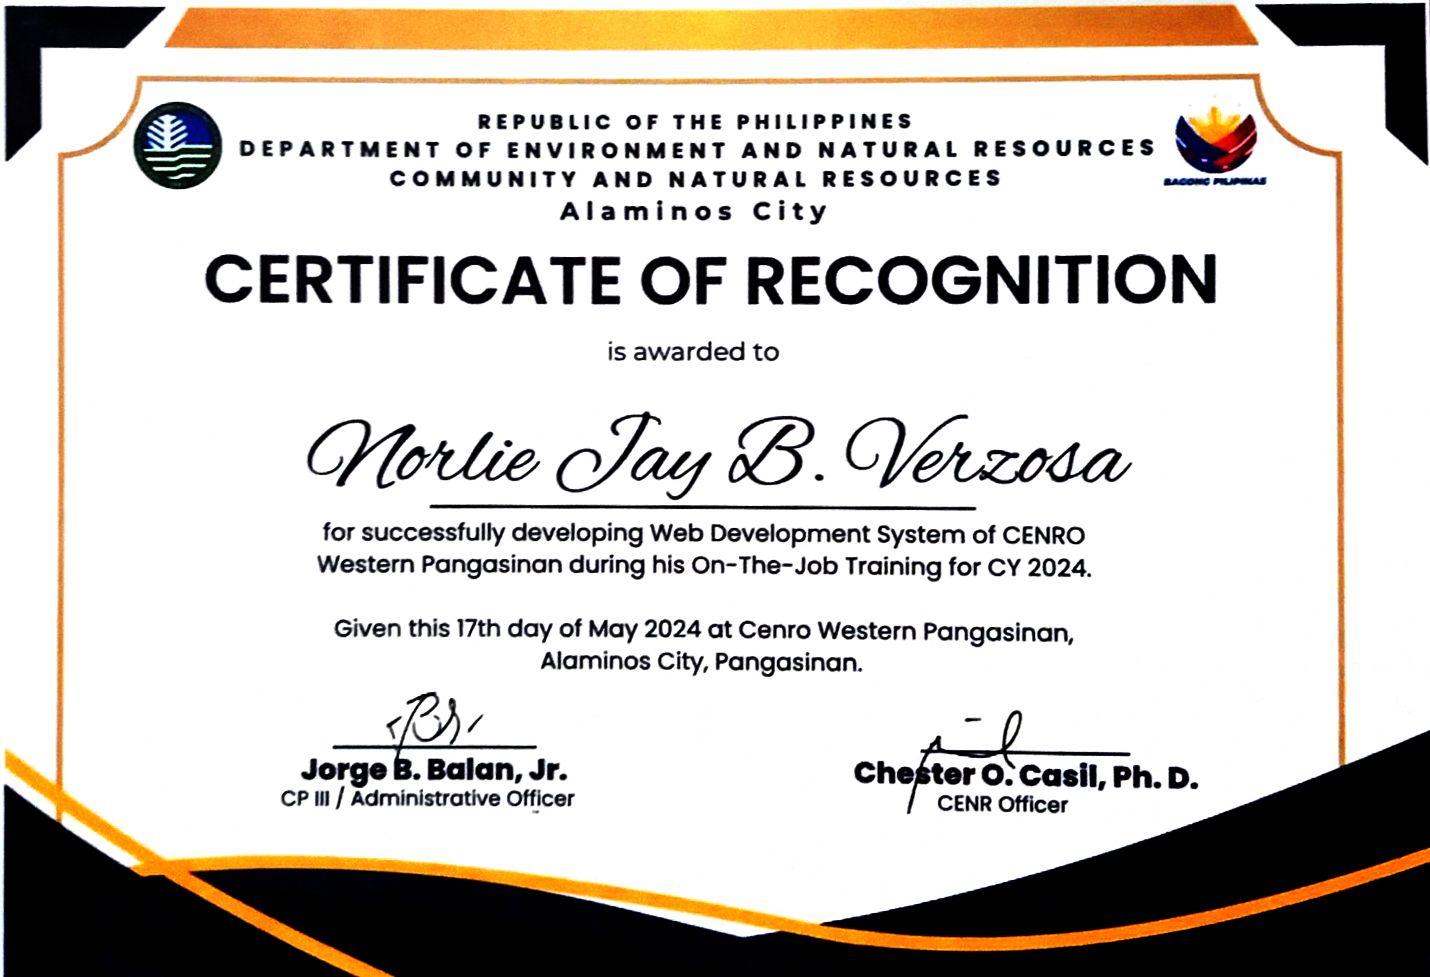 REPUBLIC OF THE PHILIPPINES
DEPARTMENT OF ENVIRONMENT AND NATURAL RESOURCES
COMMUNITY AND NATURAL RESOURCES
Alaminos City
BAGONG PILIPINAS
CERTIFICATE OF RECOGNITION
is awarded to
Norlie Jay B. Verzosa
for successfully developing Web Development System of CENRO
Western Pangasinan during his On-The-Job Training for CY 2024.
Given this 17th day of May 2024 at Cenro Western Pangasinan,
Alaminos City, Pangasinan.
Jorge B. Balan, Jr.
CP III / Administrative Officer
Chester O. Casil, Ph. D.
CENR Officer